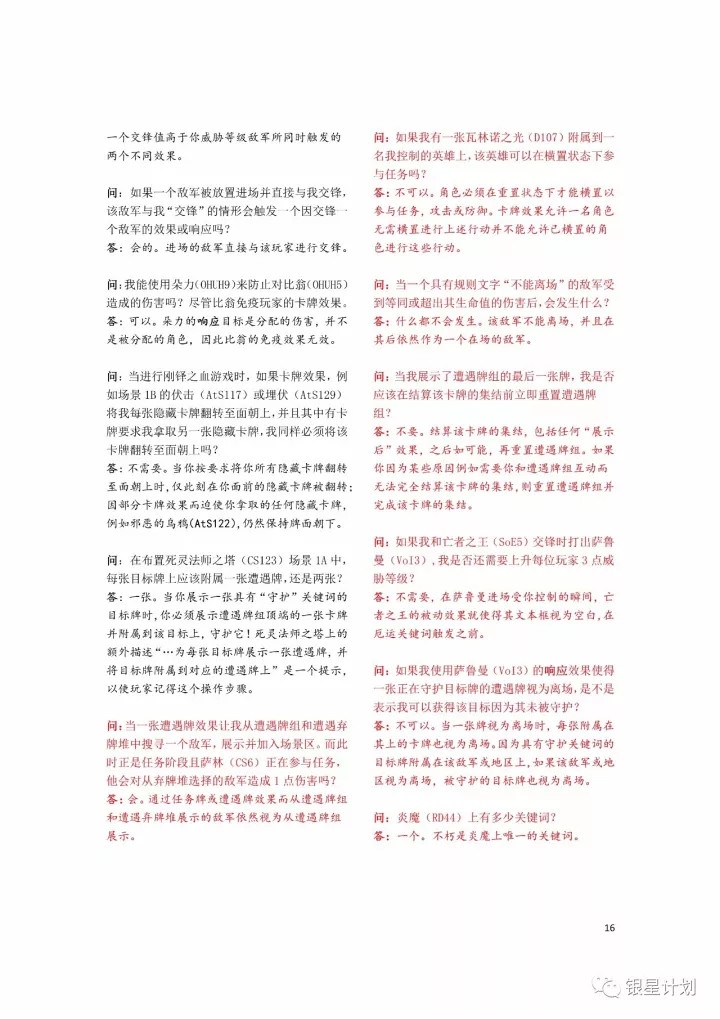 一个交锋值高于你威胁等级敌军所同时触发的
两个不同效果。
问：如果一个敌军被放置进场并直接与我交锋，
该敌军与我“交锋”的情形会触发一个因交锋一
个敌军的效果或响应吗？
答：会的。进场的敌军直接与该玩家进行交锋。
问：我能使用朵力(OHUH9)来防止对比翁(OHUH5)
造成的伤害吗？尽管比翁免疫玩家的卡牌效果。
答：可以。朵力的响应目标是分配的伤害，并不
是被分配的角色，因此比翁的免疫效果无效。
问：当进行刚铎之血游戏时，如果卡牌效果，例
如场景 1B 的伏击（AtS117）或埋伏（AtS129）
将我每张隐藏卡牌翻转至面朝上，并且其中有卡
牌要求我拿取另一张隐藏卡牌，我同样必须将该
卡牌翻转至面朝上吗？
答：不需要。当你按要求将你所有隐藏卡牌翻转
至面朝上时，仅此刻在你面前的隐藏卡牌被翻转；
因部分卡牌效果而迫使你拿取的任何隐藏卡牌，
例如邪恶的乌鸦(AtS122)，仍然保持牌面朝下。
问：在布置死灵法师之塔（CS123）场景 1A 中，
每张目标牌上应该附属一张遭遇牌，还是两张？
答：一张。当你展示一张具有“守护”关键词的
目标牌时，你必须展示遭遇牌组顶端的一张卡牌
并附属到该目标上，守护它！死灵法师之塔上的
额外描述“…为每张目标牌展示一张遭遇牌，并
将目标牌附属到对应的遭遇牌上”是一个提示，
以便玩家记得这个操作步骤。
问：当一张遭遇牌效果让我从遭遇牌组和遭遇弃
牌堆中搜寻一个敌军，展示并加入场景区。而此
时正是任务阶段且萨林（CS6）正在参与任务，
他会对从弃牌堆选择的敌军造成 1 点伤害吗？
答：会。通过任务牌或遭遇牌效果而从遭遇牌组
和遭遇弃牌堆展示的敌军依然视为从遭遇牌组
展示。
问：如果我有一张瓦林诺之光（D107）附属到一
名我控制的英雄上，该英雄可以在横置状态下参
与任务吗？
答：不可以。角色必须在重置状态下才能横置以
参与任务，攻击或防御。卡牌效果允许一名角色
无需横置进行上述行动并不能允许已横置的角
色进行这些行动。
问：当一个具有规则文字“不能离场”的敌军受
到等同或超出其生命值的伤害后，会发生什么？
答：什么都不会发生。该敌军不能离场，并且在
其后依然作为一个在场的敌军。
问：当我展示了遭遇牌组的最后一张牌，我是否
应该在结算该卡牌的集结前立即重置遭遇牌
组？
答：不要。结算该卡牌的集结，包括任何“展示
后”效果，之后如可能，再重置遭遇牌组。如果
你因为某些原因例如需要你和遭遇牌组互动而
无法完全结算该卡牌的集结，则重置遭遇牌组并
完成该卡牌的集结。
问：如果我和亡者之王（SoE5）交锋时打出萨鲁
曼（VoI3），我是否还需要上升每位玩家 3 点威
胁等级？
答：不需要，在萨鲁曼进场受你控制的瞬间，亡
者之王的被动效果就使得其文本框视为空白，在
厄运关键词触发之前。
问：如果我使用萨鲁曼（VoI3）的响应效果使得
一张正在守护目标牌的遭遇牌视为离场，是不是
表示我可以获得该目标因为其未被守护？
答：不可以。当一张牌视为离场时，每张附属在
其上的卡牌也视为离场。因为具有守护关键词的
目标牌附属在该敌军或地区上，如果该敌军或地
区视为离场，被守护的目标牌也视为离场。
问：炎魔（RD44）上有多少关键词？
答：一个。不朽是炎魔上唯一的关键词。
16
银星计划